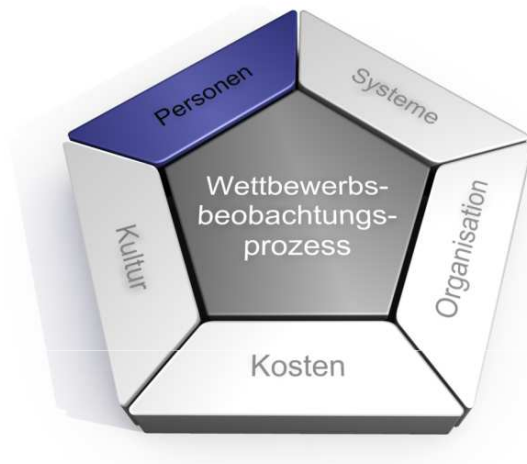 Personen
Systeme
Wettbewerbs-
beobachtungs-
prozess
Kultur
Organisation
Kosten